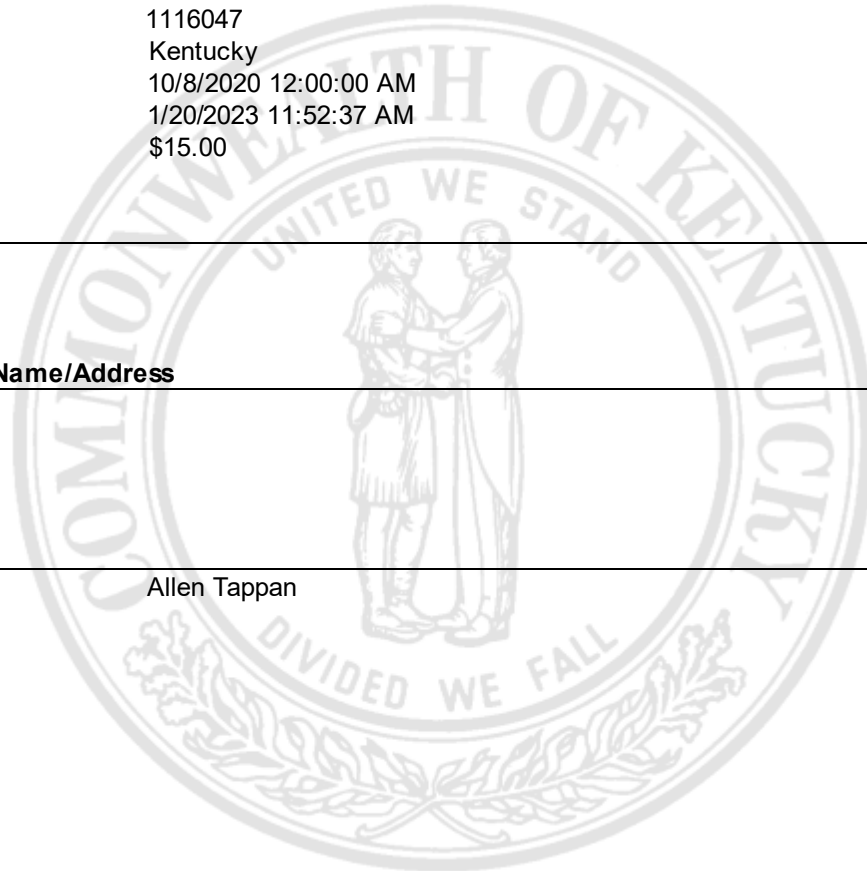 1116047
Kentucky
10/8/2020 12:00:00 AM
1/20/2023 11:52:37 AM
$15.00
COMMONWEALTH OF KENTUCKY
UNITED WE STAND
Name/Address
Allen Tappan
DIVIDED WE FALL